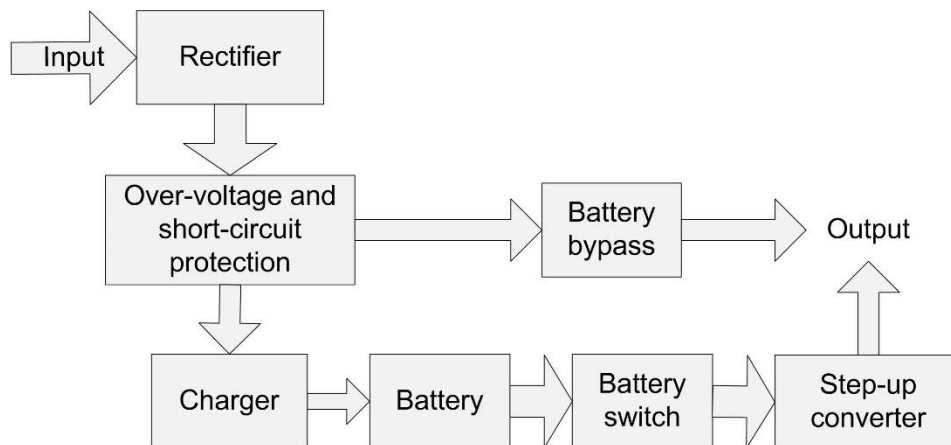 Input
Rectifier
Over-voltage and
short-circuit
protection
Battery
bypass
Output
Charger
Battery
Battery
switch
Step-up
converter